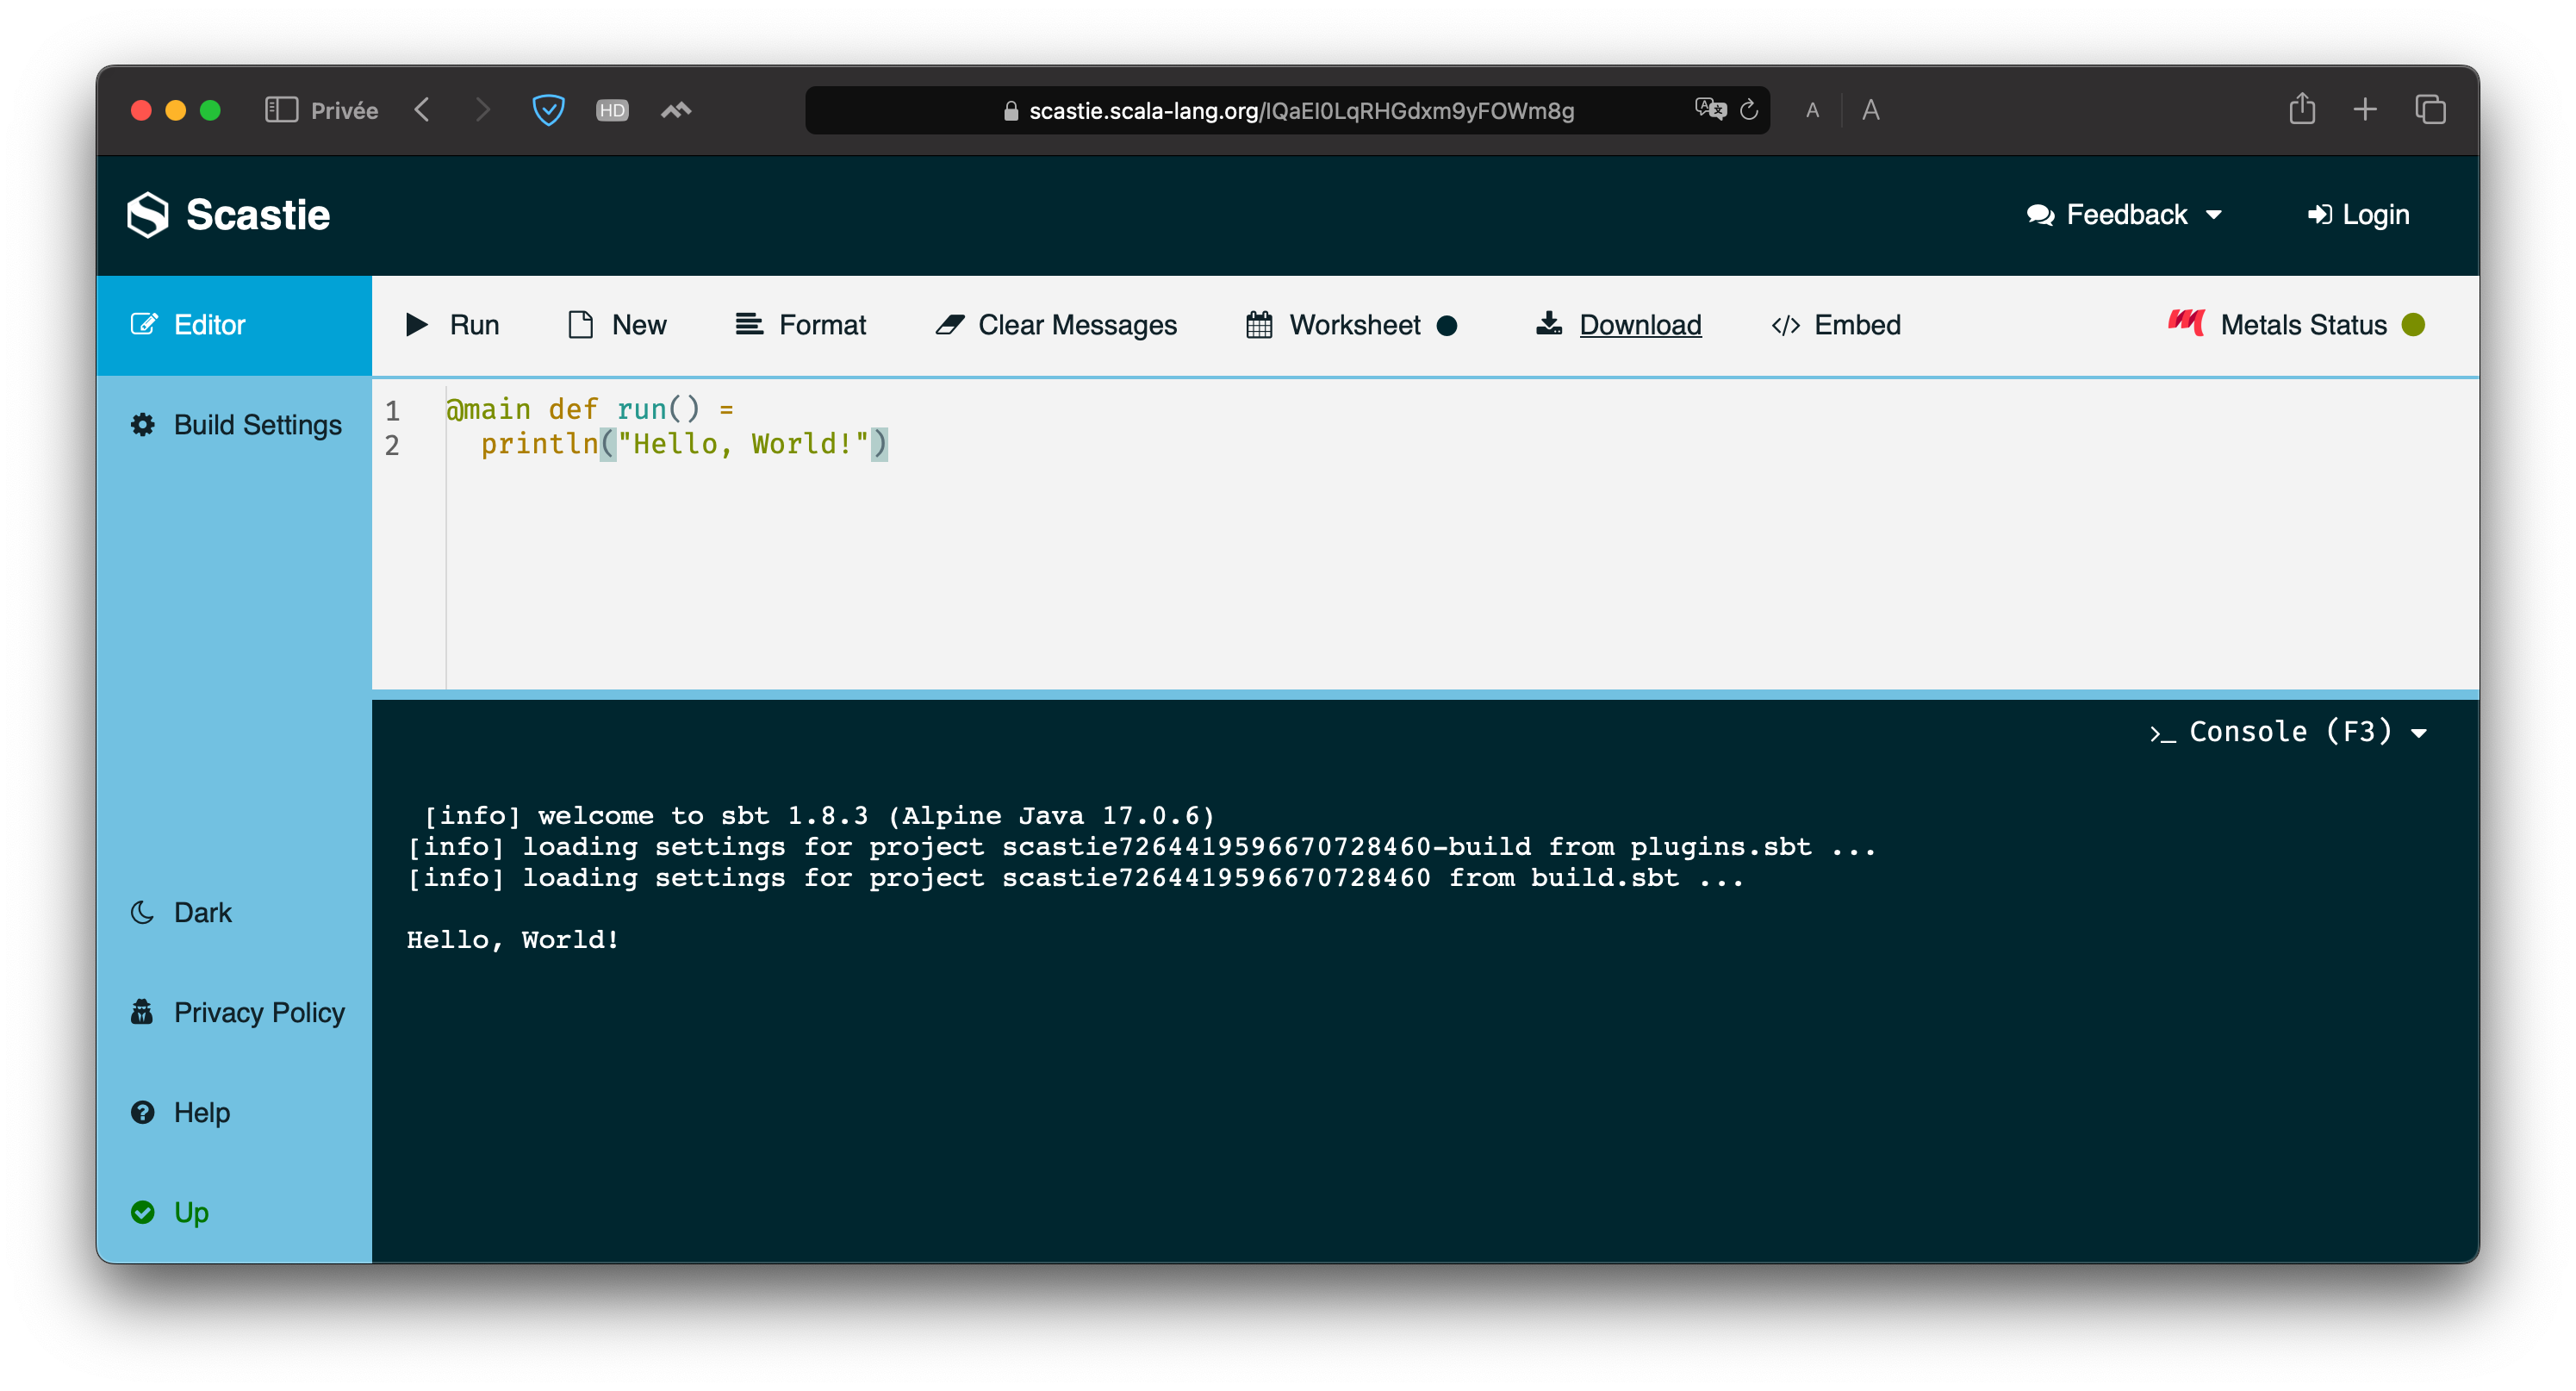 Privée
HD
scastie.scala-lang.org/IQaEI0LqRHGdxm9yFOWm8g
A A
Scastie
Feedback
Login
Editor
Run
New
Format
Clear Messages
Worksheet
Download
Embed
Metals Status
Build Settings
1 @main def run() =
2 println("Hello, World!")
>_ Console (F3)
[info] welcome to sbt 1.8.3 (Alpine Java 17.0.6)
[info] loading settings for project scastie7264419596670728460-build from plugins.sbt ...
[info] loading settings for project scastie7264419596670728460 from build.sbt ...
Hello, World!
Dark
Privacy Policy
Help
Up